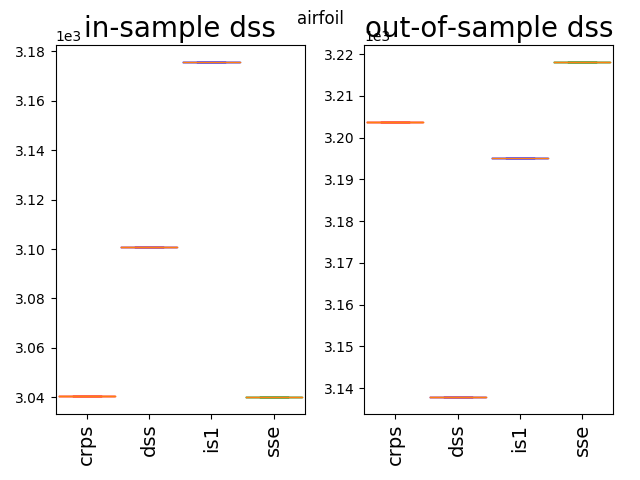 airfoil
in-sample dss
1e3
3.18
3.16
3.14
3.12
3.10
3.08
3.06
3.04
crps
dss
is1
sse
out-of-sample dss
1e3
3.22
3.21
3.20
3.19
3.18
3.17
3.16
3.15
3.14
crps
dss
is1
sse